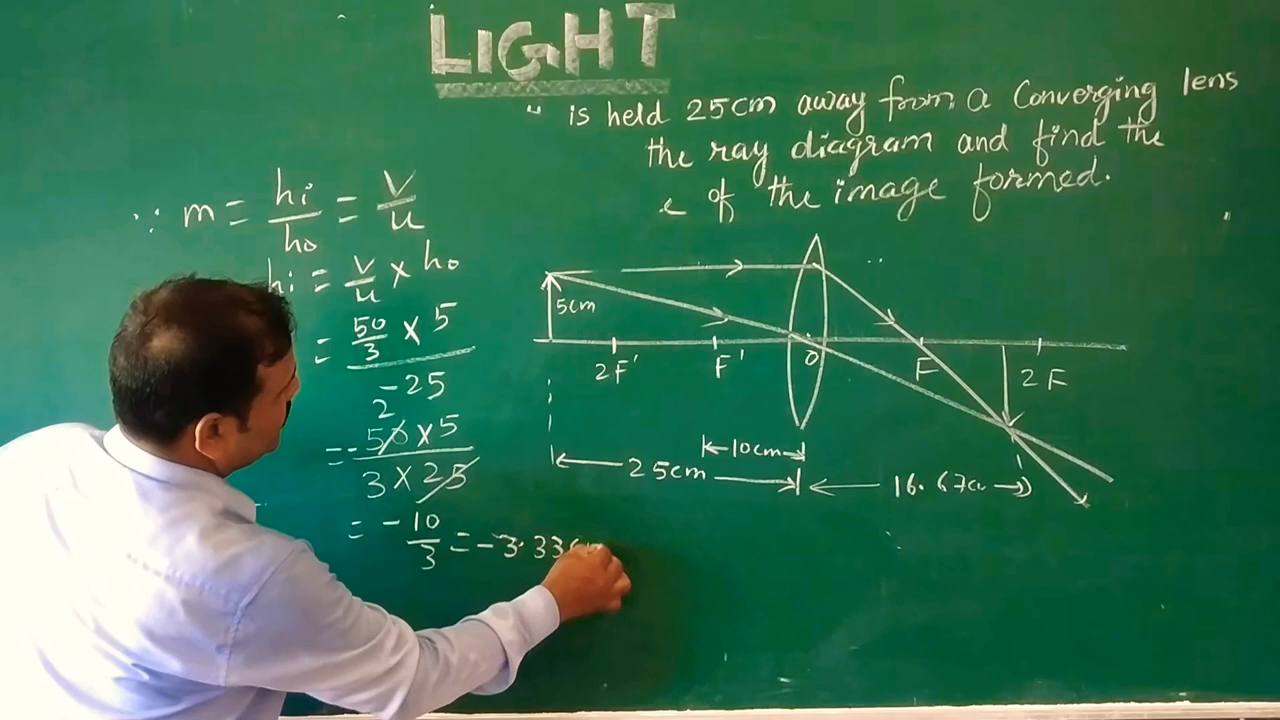 LIGHT
is held 25cm away from a Converging lens
the ray diagram and find the
of the image formed.
∵ m = hi/ho = v/u
hi = v/u × ho
= 50/3 × 5
-25
2
= - 50 × 5
3 × 25
= - 10/3 = -3.33
5cm
2F' F' O F 2F
10cm
25cm 16.67c